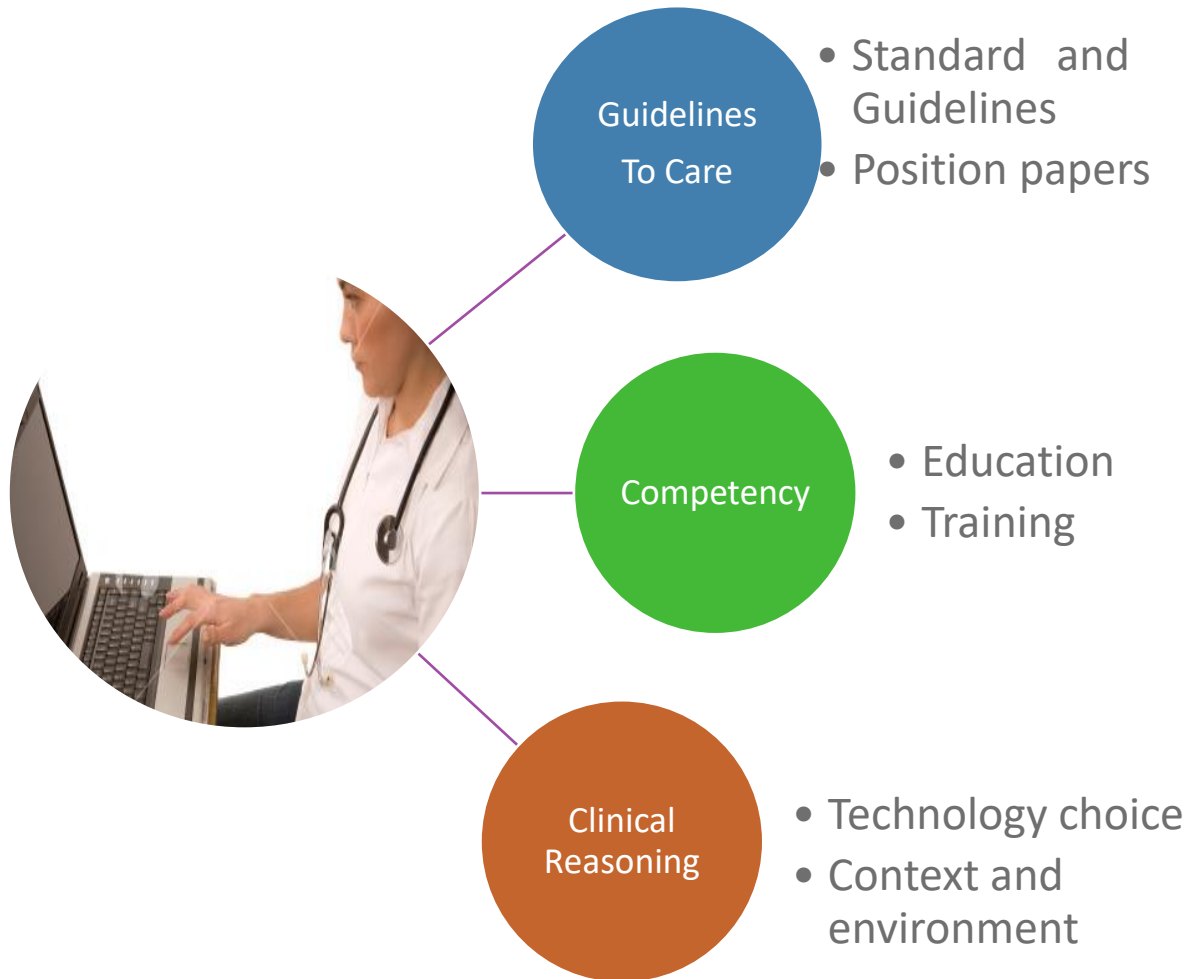 Guidelines
To Care
• Standard and
Guidelines
• Position papers
Competency
• Education
• Training
Clinical
Reasoning
• Technology choice
• Context and
environment